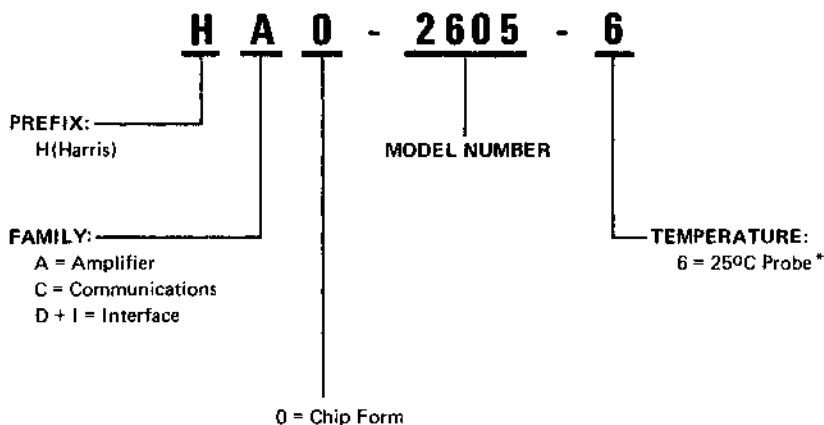 H A 0 - 2605 - 6
PREFIX:
H(Harris)
MODEL NUMBER
FAMILY:
A = Amplifier
C = Communications
D + I = Interface
TEMPERATURE:
6 = 25ºC Probe*
0 = Chip Form